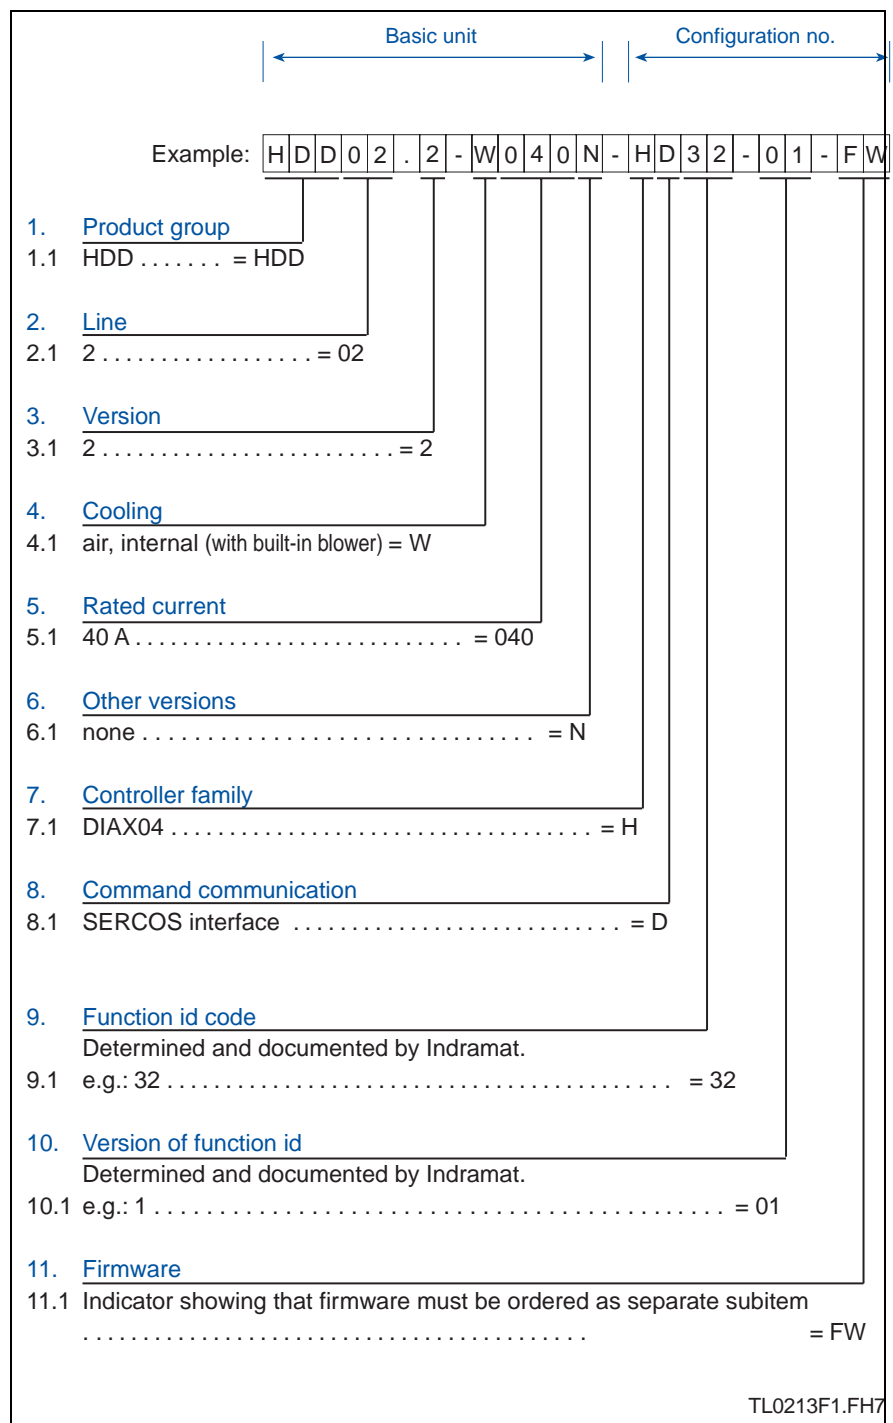 Basic unit Configuration no.
Example: HDD02.2-W040N-HD32-01-FW
1. Product group
1.1 HDD . . . . . . . = HDD
2. Line
2.1 2 . . . . . . . . . . . . . . . . . . = 02
3. Version
3.1 2 . . . . . . . . . . . . . . . . . . . . . . . . . = 2
4. Cooling
4.1 air, internal (with built-in blower) = W
5. Rated current
5.1 40 A . . . . . . . . . . . . . . . . . . . . . . . . . . . . = 040
6. Other versions
6.1 none . . . . . . . . . . . . . . . . . . . . . . . . . . . . . . . = N
7. Controller family
7.1 DIAX04 . . . . . . . . . . . . . . . . . . . . . . . . . . . . . . . . . = H
8. Command communication
8.1 SERCOS interface . . . . . . . . . . . . . . . . . . . . . . . . . . . . = D
9. Function id code
Determined and documented by Indramat.
9.1 e.g.: 32 . . . . . . . . . . . . . . . . . . . . . . . . . . . . . . . . . . . . . . . = 32
10. Version of function id
Determined and documented by Indramat.
10.1 e.g.: 1 . . . . . . . . . . . . . . . . . . . . . . . . . . . . . . . . . . . . . . . . . . . . = 01
11. Firmware
11.1 Indicator showing that firmware must be ordered as separate subitem
. . . . . . . . . . . . . . . . . . . . . . . . . . . . . . . . . . . . . . . . . . = FW
TL0213F1.FH7